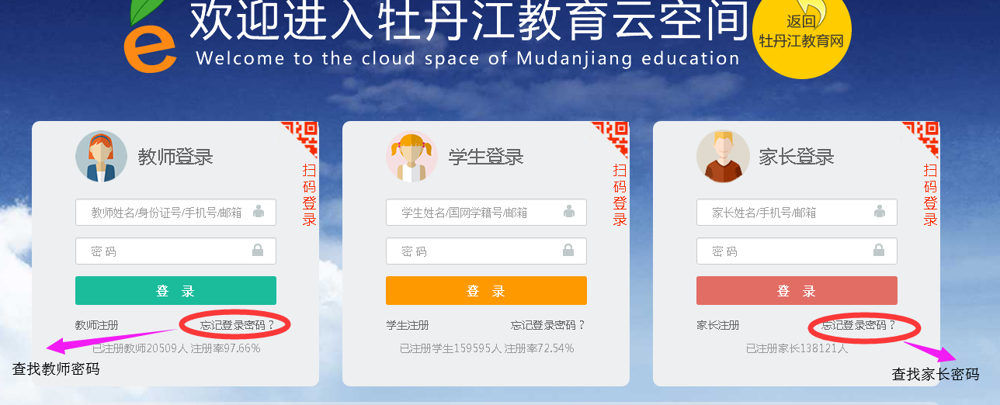 欢迎进入牡丹江教育云空间
Welcome to the cloud space of Mudanjiang education
返回
牡丹江教育网
教师登录
扫码登录
教师姓名/身份证号/手机号/邮箱
密 码
登 录
教师注册 忘记登录密码？
已注册教师20509人 注册率97.66%
查找教师密码
学生登录
扫码登录
学生姓名/国网学籍号/邮箱
密 码
登 录
学生注册 忘记登录密码？
已注册学生159595人 注册率72.54%
家长登录
扫码登录
家长姓名/手机号/邮箱
密 码
登 录
家长注册 忘记登录密码？
已注册家长138121人
查找家长密码